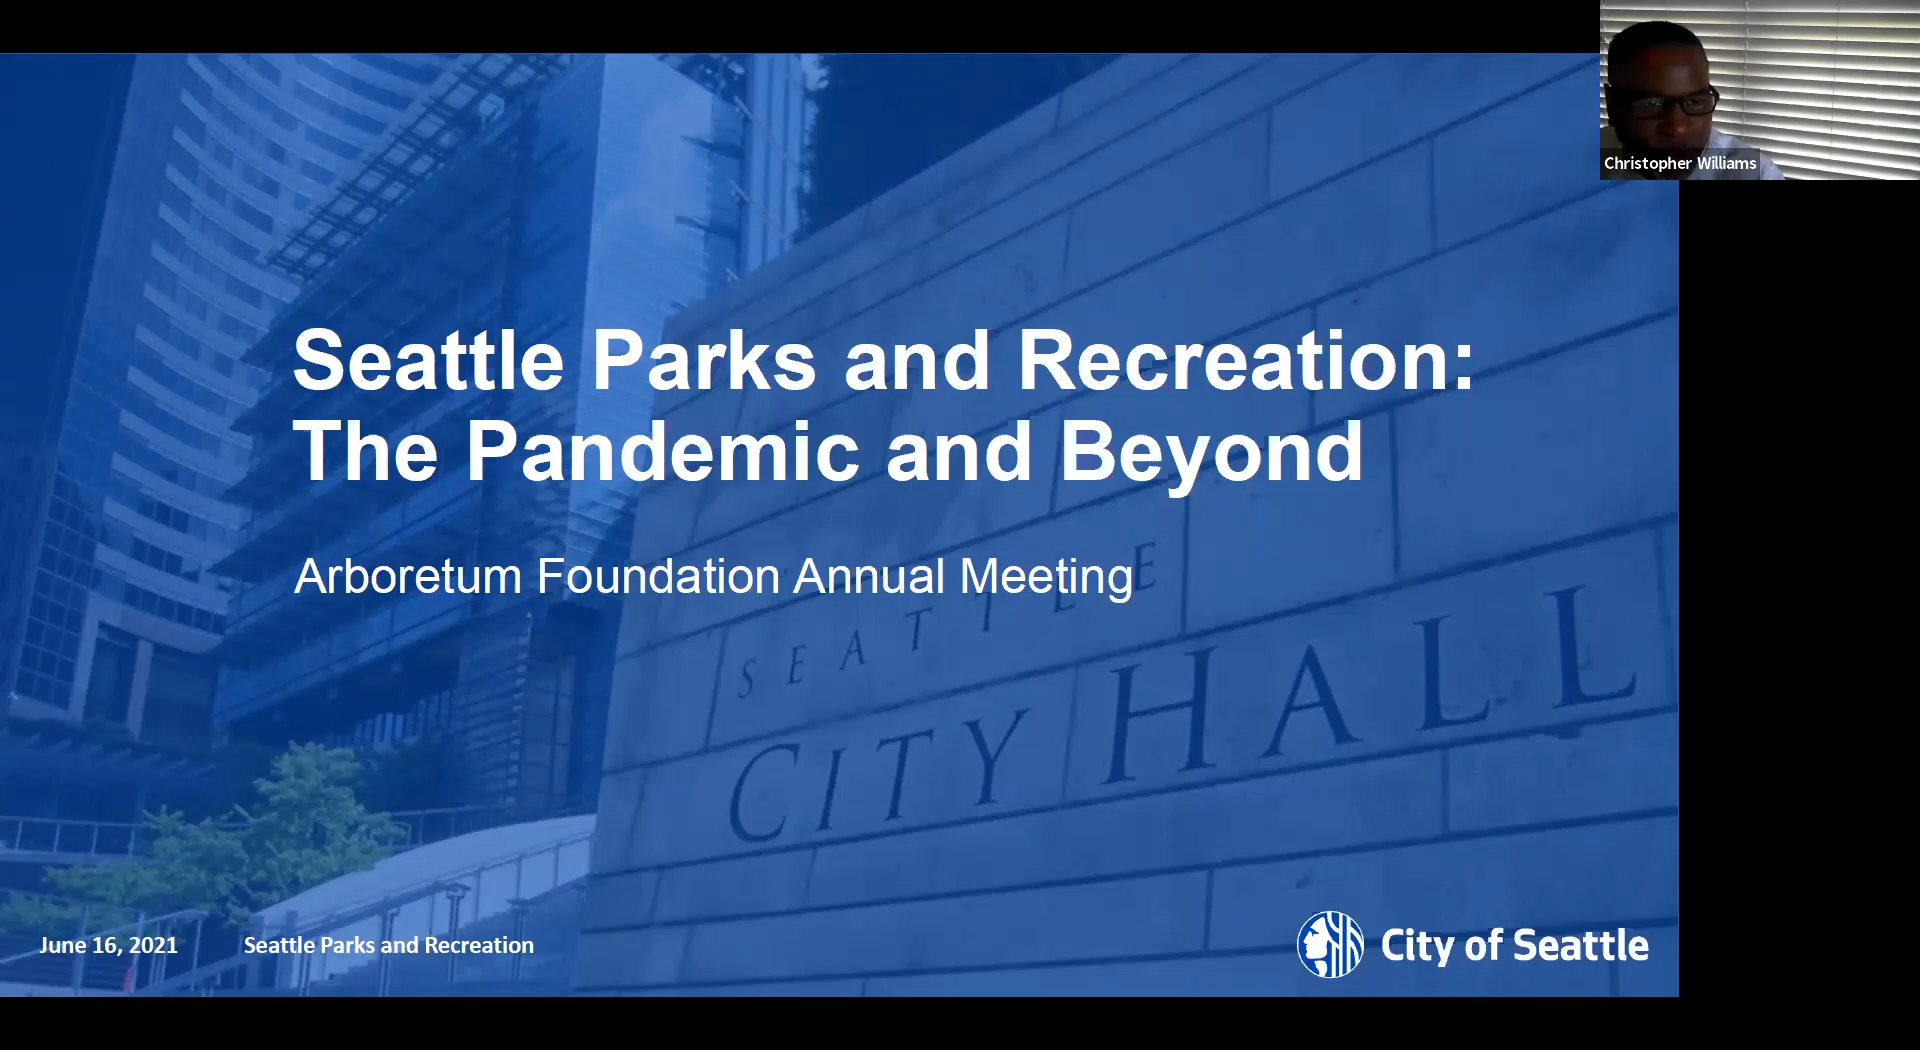 Christopher Williams
Seattle Parks and Recreation:
The Pandemic and Beyond
Arboretum Foundation Annual Meeting
SEATTLE
CITY HALL
June 16, 2021
Seattle Parks and Recreation
City of Seattle